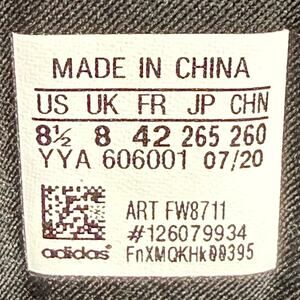 MADE IN CHINA
US UK FR JP CHN
8½ 8 42 265 260
YYA 606001 07/20
ART FW8711
#126079934
adidas FnXMQKHk00395